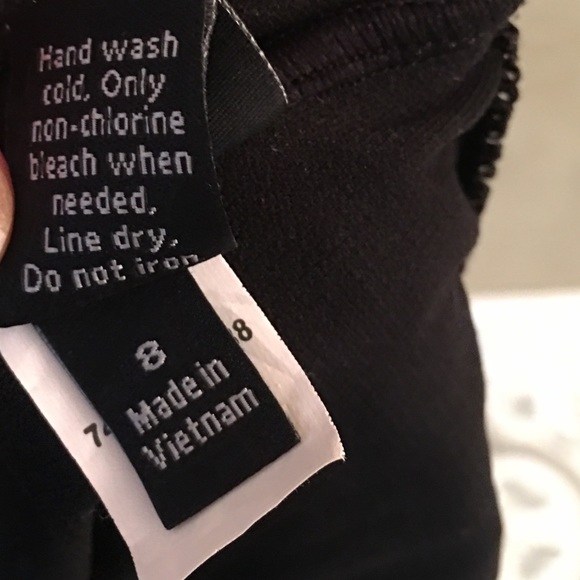 Hand wash
cold, Only
non-chlorine
bleach when
needed,
Line dry,
Do not iron
8
8
Made in
Vietnam